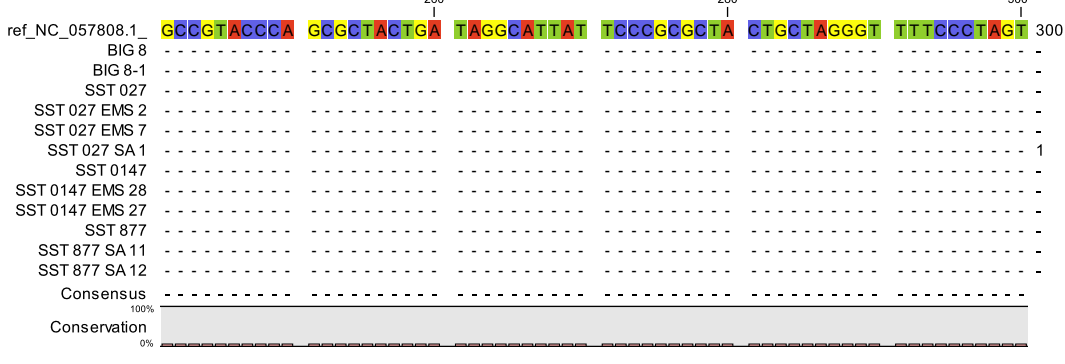 ref_NC_057808.1_ GCCGTACCCA GCGCTACTGA TAGGCATTAT TCCCGCGCTA CTGCTAGGGT TTTCCCTAGT 300
BIG 8 - - - - - - - - - - - - - - - - - - - - - - - - - - - - - - - - - - - - - - - - - - - - - - - - - - - - - - - - - - - - -
BIG 8-1 - - - - - - - - - - - - - - - - - - - - - - - - - - - - - - - - - - - - - - - - - - - - - - - - - - - - - - - - - - - - -
SST 027 - - - - - - - - - - - - - - - - - - - - - - - - - - - - - - - - - - - - - - - - - - - - - - - - - - - - - - - - - - - - -
SST 027 EMS 2 - - - - - - - - - - - - - - - - - - - - - - - - - - - - - - - - - - - - - - - - - - - - - - - - - - - - - - - - - - - - -
SST 027 EMS 7 - - - - - - - - - - - - - - - - - - - - - - - - - - - - - - - - - - - - - - - - - - - - - - - - - - - - - - - - - - - - -
SST 027 SA 1 - - - - - - - - - - - - - - - - - - - - - - - - - - - - - - - - - - - - - - - - - - - - - - - - - - - - - - - - - - - - 1
SST 0147 - - - - - - - - - - - - - - - - - - - - - - - - - - - - - - - - - - - - - - - - - - - - - - - - - - - - - - - - - - - - -
SST 0147 EMS 28 - - - - - - - - - - - - - - - - - - - - - - - - - - - - - - - - - - - - - - - - - - - - - - - - - - - - - - - - - - - - -
SST 0147 EMS 27 - - - - - - - - - - - - - - - - - - - - - - - - - - - - - - - - - - - - - - - - - - - - - - - - - - - - - - - - - - - - -
SST 877 - - - - - - - - - - - - - - - - - - - - - - - - - - - - - - - - - - - - - - - - - - - - - - - - - - - - - - - - - - - - -
SST 877 SA 11 - - - - - - - - - - - - - - - - - - - - - - - - - - - - - - - - - - - - - - - - - - - - - - - - - - - - - - - - - - - - -
SST 877 SA 12 - - - - - - - - - - - - - - - - - - - - - - - - - - - - - - - - - - - - - - - - - - - - - - - - - - - - - - - - - - - - -
Consensus - - - - - - - - - - - - - - - - - - - - - - - - - - - - - - - - - - - - - - - - - - - - - - - - - - - - - - - - - - - -
100%
Conservation
0%